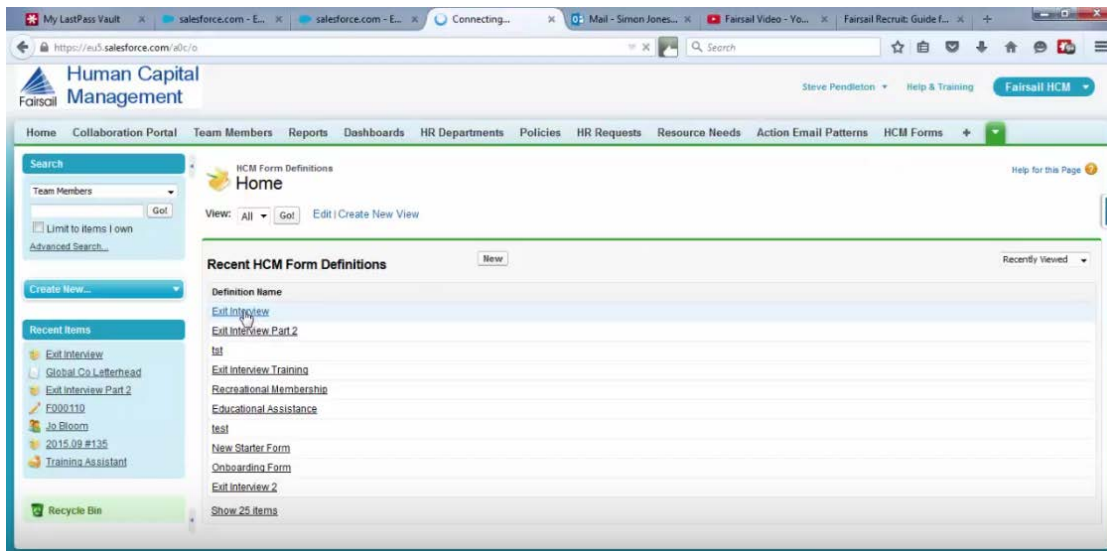 My LastPass Vault
salesforce.com - E...
salesforce.com - E...
Connecting...
Mail - Simon Jones...
Fairsail Video - Yo...
Fairsail Recruit: Guide f...
https://eu5.salesforce.com/a0c/o
Search
Fairsail
Human Capital
Management
Steve Pendleton
Help & Training
Fairsail HCM
Home Collaboration Portal Team Members Reports Dashboards HR Departments Policies HR Requests Resource Needs Action Email Patterns HCM Forms +
Search
Team Members
Go!
Limit to items I own
Advanced Search...
Create New...
Recent Items
Exit Interview
Global Co Letterhead
Exit Interview Part 2
F000110
Jo Bloom
2015.09 #135
Training Assistant
Recycle Bin
HCM Form Definitions
Home
Help for this Page
View: All Go! Edit | Create New View
Recent HCM Form Definitions
New
Recently Viewed
Definition Name
Exit Interview
Exit Interview Part 2
tst
Exit Interview Training
Recreational Membership
Educational Assistance
test
New Starter Form
Onboarding Form
Exit Interview 2
Show 25 items